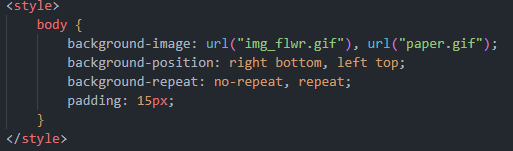 <style>
    body {
        background-image: url("img_flwr.gif"), url("paper.gif");
        background-position: right bottom, left top;
        background-repeat: no-repeat, repeat;
        padding: 15px;
    }
</style>